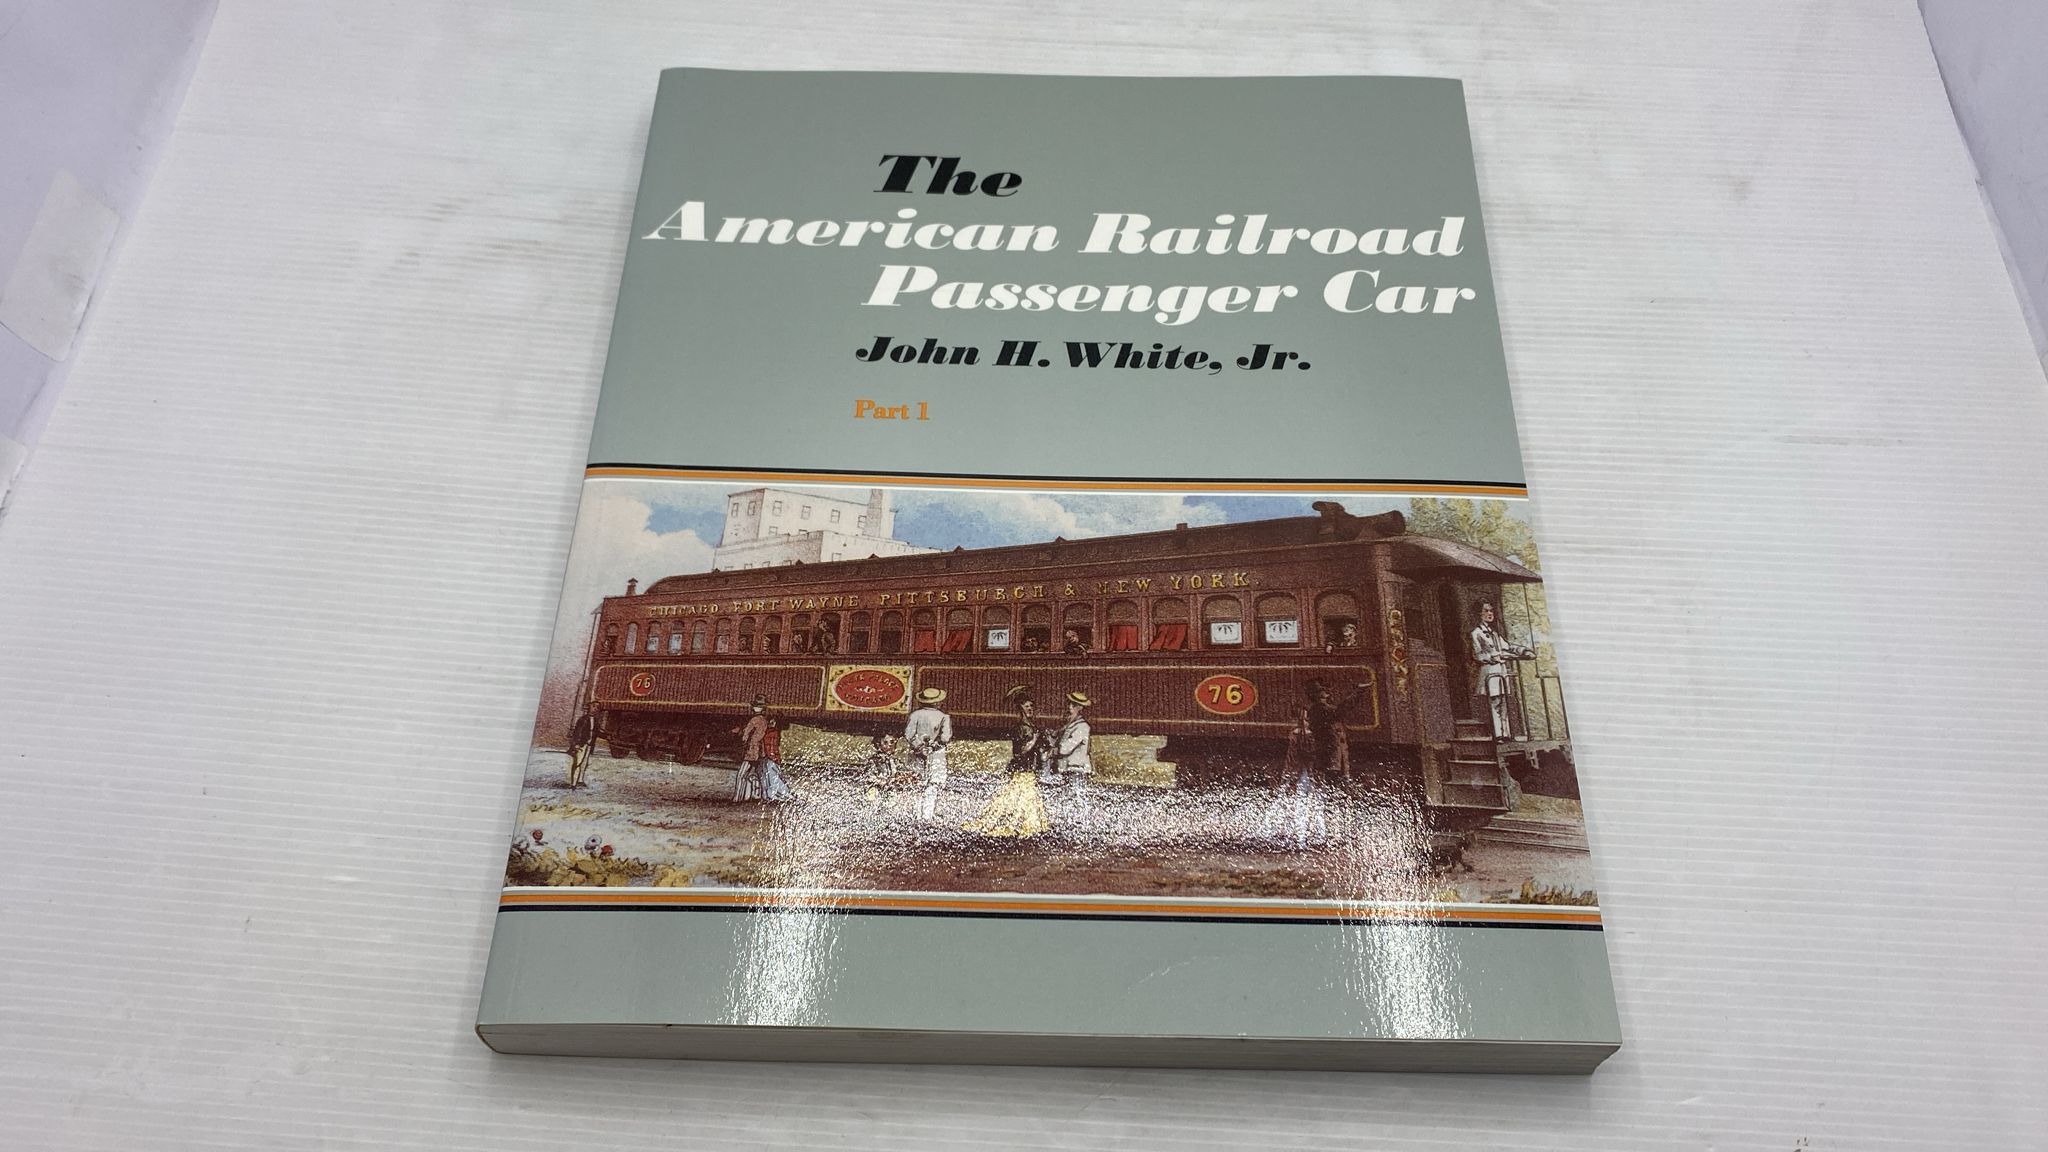 The
American Railroad
Passenger Car
John H. White, Jr.
Part 1
CHICAGO, FORT WAYNE, PITTSBURGH & NEW YORK.
76
76